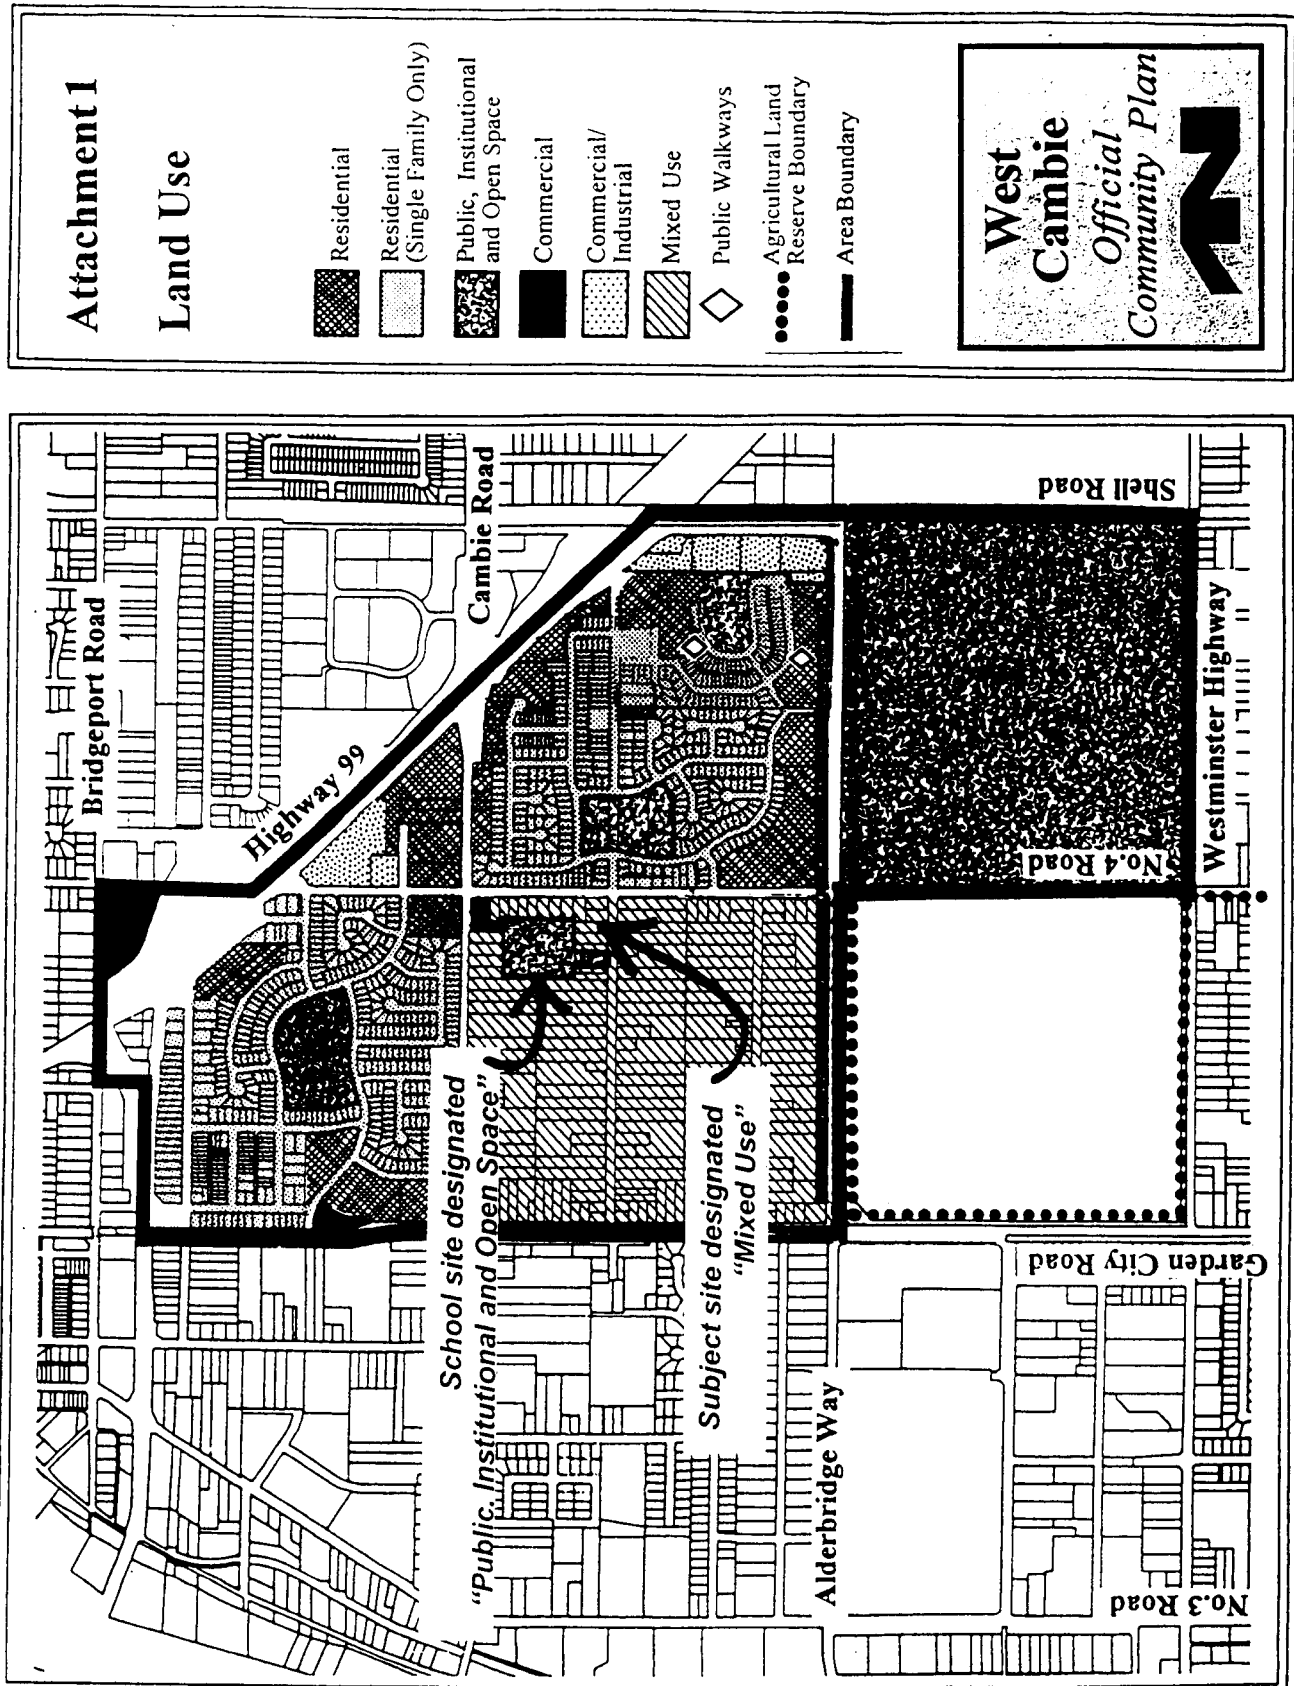 Bridgeport Road
Highway 99
Cambie Road
Shell Road
No.4 Road
Westminster Highway
School site designated
"Public, Institutional and Open Space"
Subject site designated
"Mixed Use"
Alderbridge Way
Garden City Road
No.3 Road
Attachment 1
Land Use
Residential
Residential
(Single Family Only)
Public, Institutional
and Open Space
Commercial
Commercial/
Industrial
Mixed Use
Public Walkways
Agricultural Land
Reserve Boundary
Area Boundary
West
Cambie
Official
Community Plan